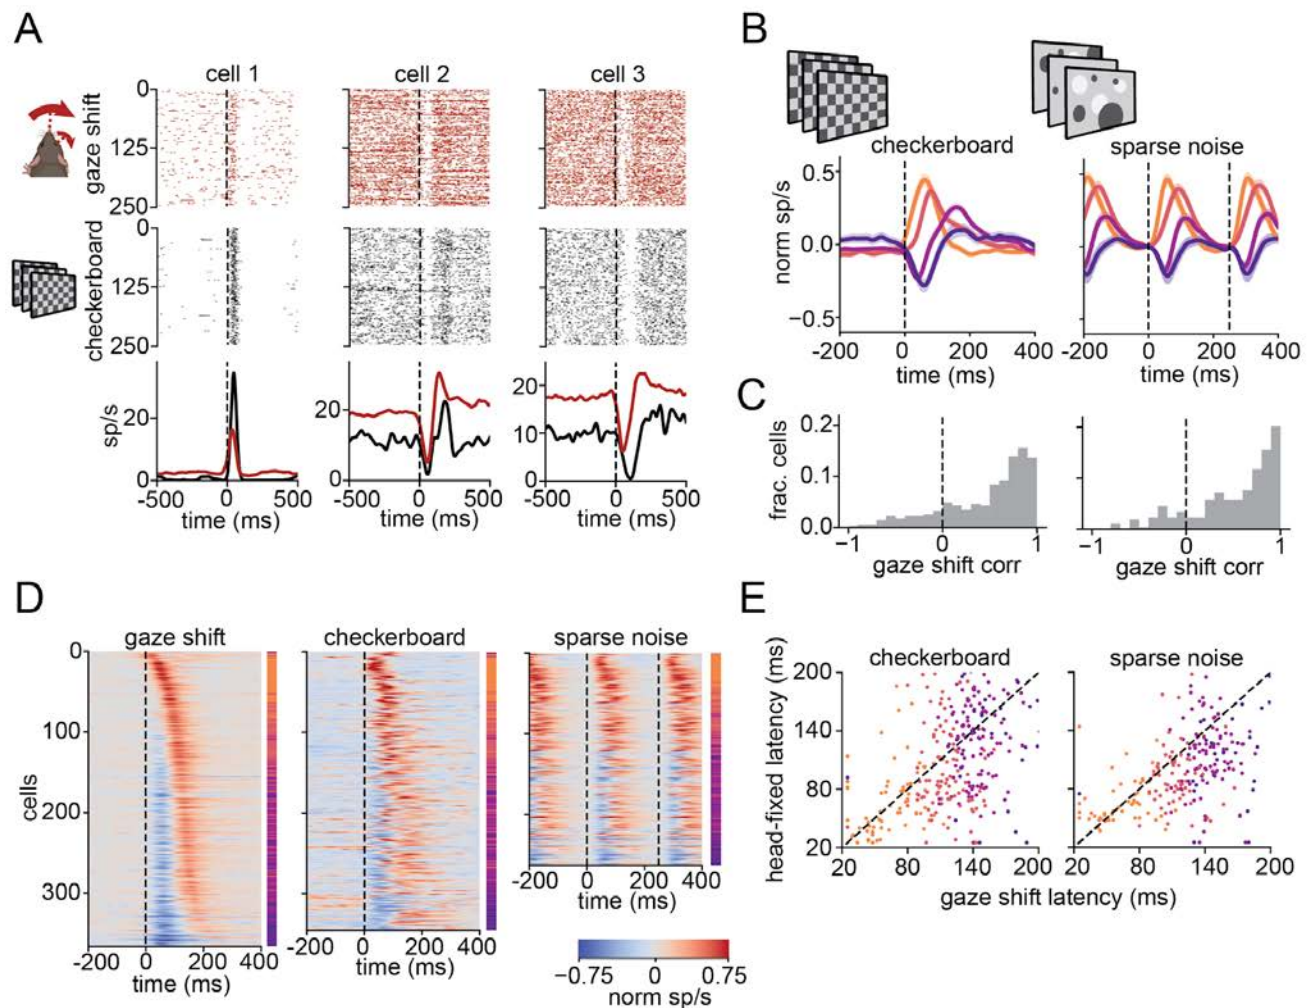 A
cell 1
cell 2
cell 3
gaze shift
0
125
250
checkerboard
0
125
250
sp/s
20
0
20
0
20
10
0
-500
0
500
-500
0
500
-500
0
500
time (ms)
time (ms)
time (ms)
B
checkerboard
sparse noise
norm sp/s
0.5
0.0
−0.5
-200
0
200
400
-200
0
200
400
time (ms)
time (ms)
C
frac. cells
0.2
0.1
0.0
−1
0
1
−1
0
1
gaze shift corr
gaze shift corr
D
gaze shift
checkerboard
sparse noise
cells
0
100
200
300
-200
0
200
400
-200
0
200
400
-200
0
200
400
time (ms)
time (ms)
time (ms)
−0.75
0
0.75
norm sp/s
E
checkerboard
sparse noise
head-fixed latency (ms)
200
140
80
20
20
80
140
200
20
80
140
200
gaze shift latency (ms)